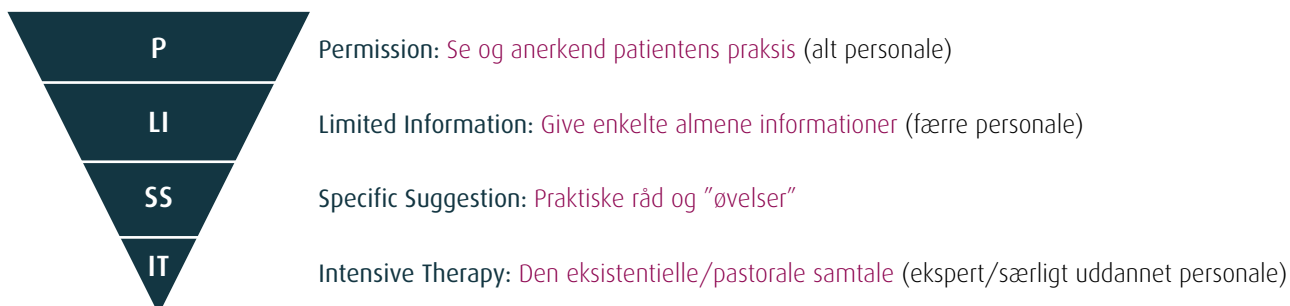 P Permission: Se og anerkend patientens praksis (alt personale)
LI Limited Information: Give enkelte almene informationer (færre personale)
SS Specific Suggestion: Praktiske råd og ”øvelser”
IT Intensive Therapy: Den eksistentielle/pastorale samtale (ekspert/særligt uddannet personale)